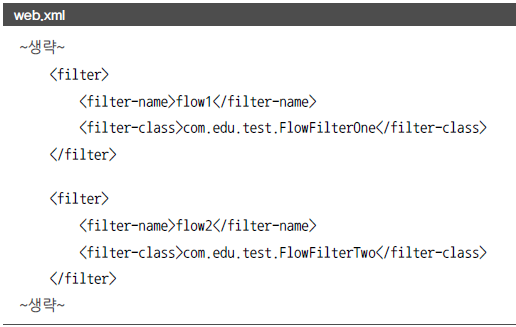 web.xml
~생략~
<filter>
<filter-name>flow1</filter-name>
<filter-class>com.edu.test.FlowFilterOne</filter-class>
</filter>
<filter>
<filter-name>flow2</filter-name>
<filter-class>com.edu.test.FlowFilterTwo</filter-class>
</filter>
~생략~